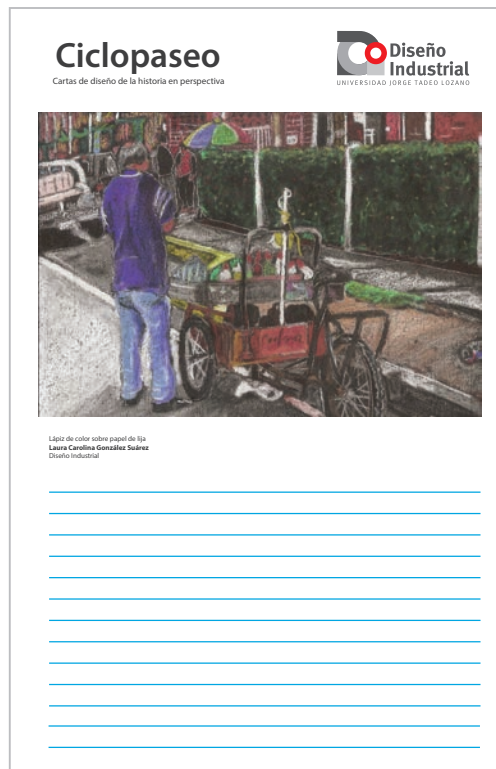 Ciclopaseo
Cartas de diseño de la historia en perspectiva
Diseño
Industrial
UNIVERSIDAD JORGE TADEO LOZANO
Lápiz de color sobre papel de lija
Laura Carolina González Suárez
Diseño Industrial